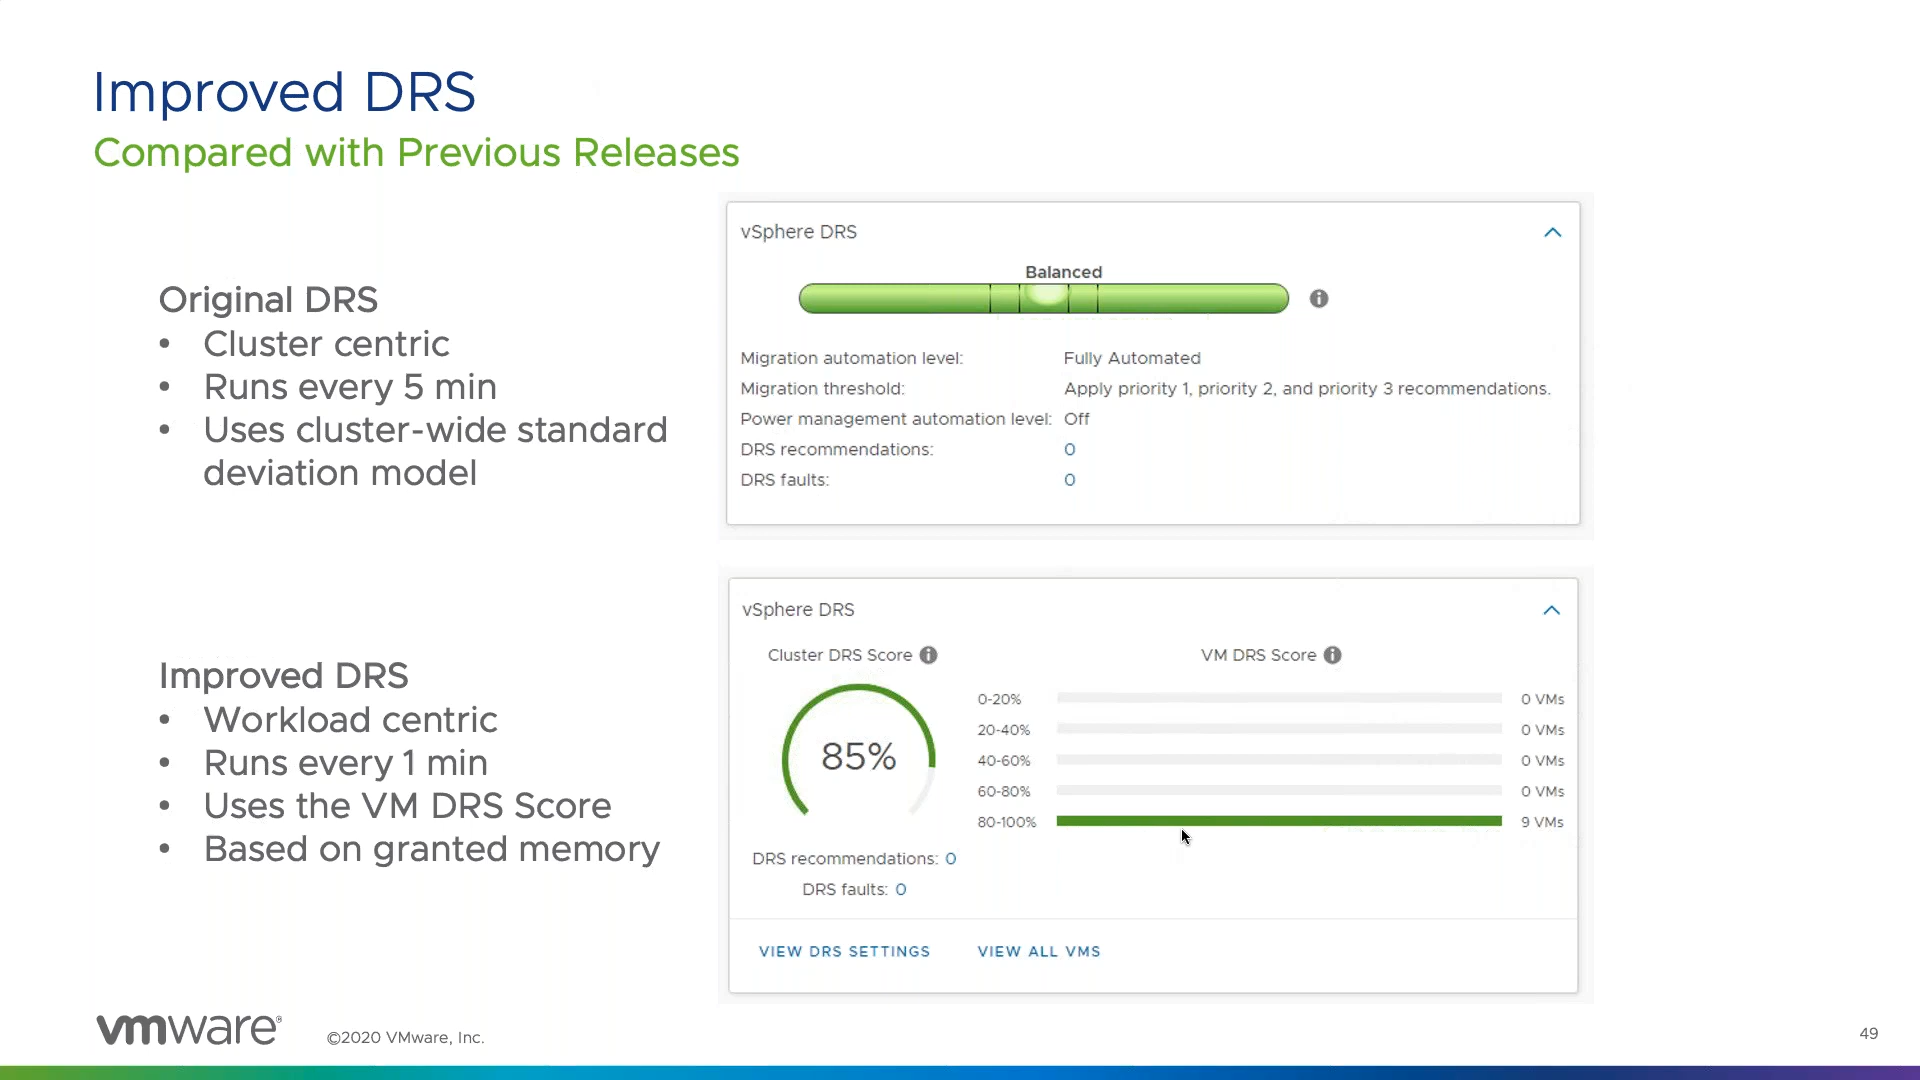 Improved DRS
Compared with Previous Releases
Original DRS
• Cluster centric
• Runs every 5 min
• Uses cluster-wide standard
deviation model
vSphere DRS
Balanced
Migration automation level: Fully Automated
Migration threshold: Apply priority 1, priority 2, and priority 3 recommendations.
Power management automation level: Off
DRS recommendations: 0
DRS faults: 0
Improved DRS
• Workload centric
• Runs every 1 min
• Uses the VM DRS Score
• Based on granted memory
vSphere DRS
Cluster DRS Score
85%
VM DRS Score
0-20% 0 VMs
20-40% 0 VMs
40-60% 0 VMs
60-80% 0 VMs
80-100% 9 VMs
DRS recommendations: 0
DRS faults: 0
VIEW DRS SETTINGS VIEW ALL VMS
vmware®
©2020 VMware, Inc.
49